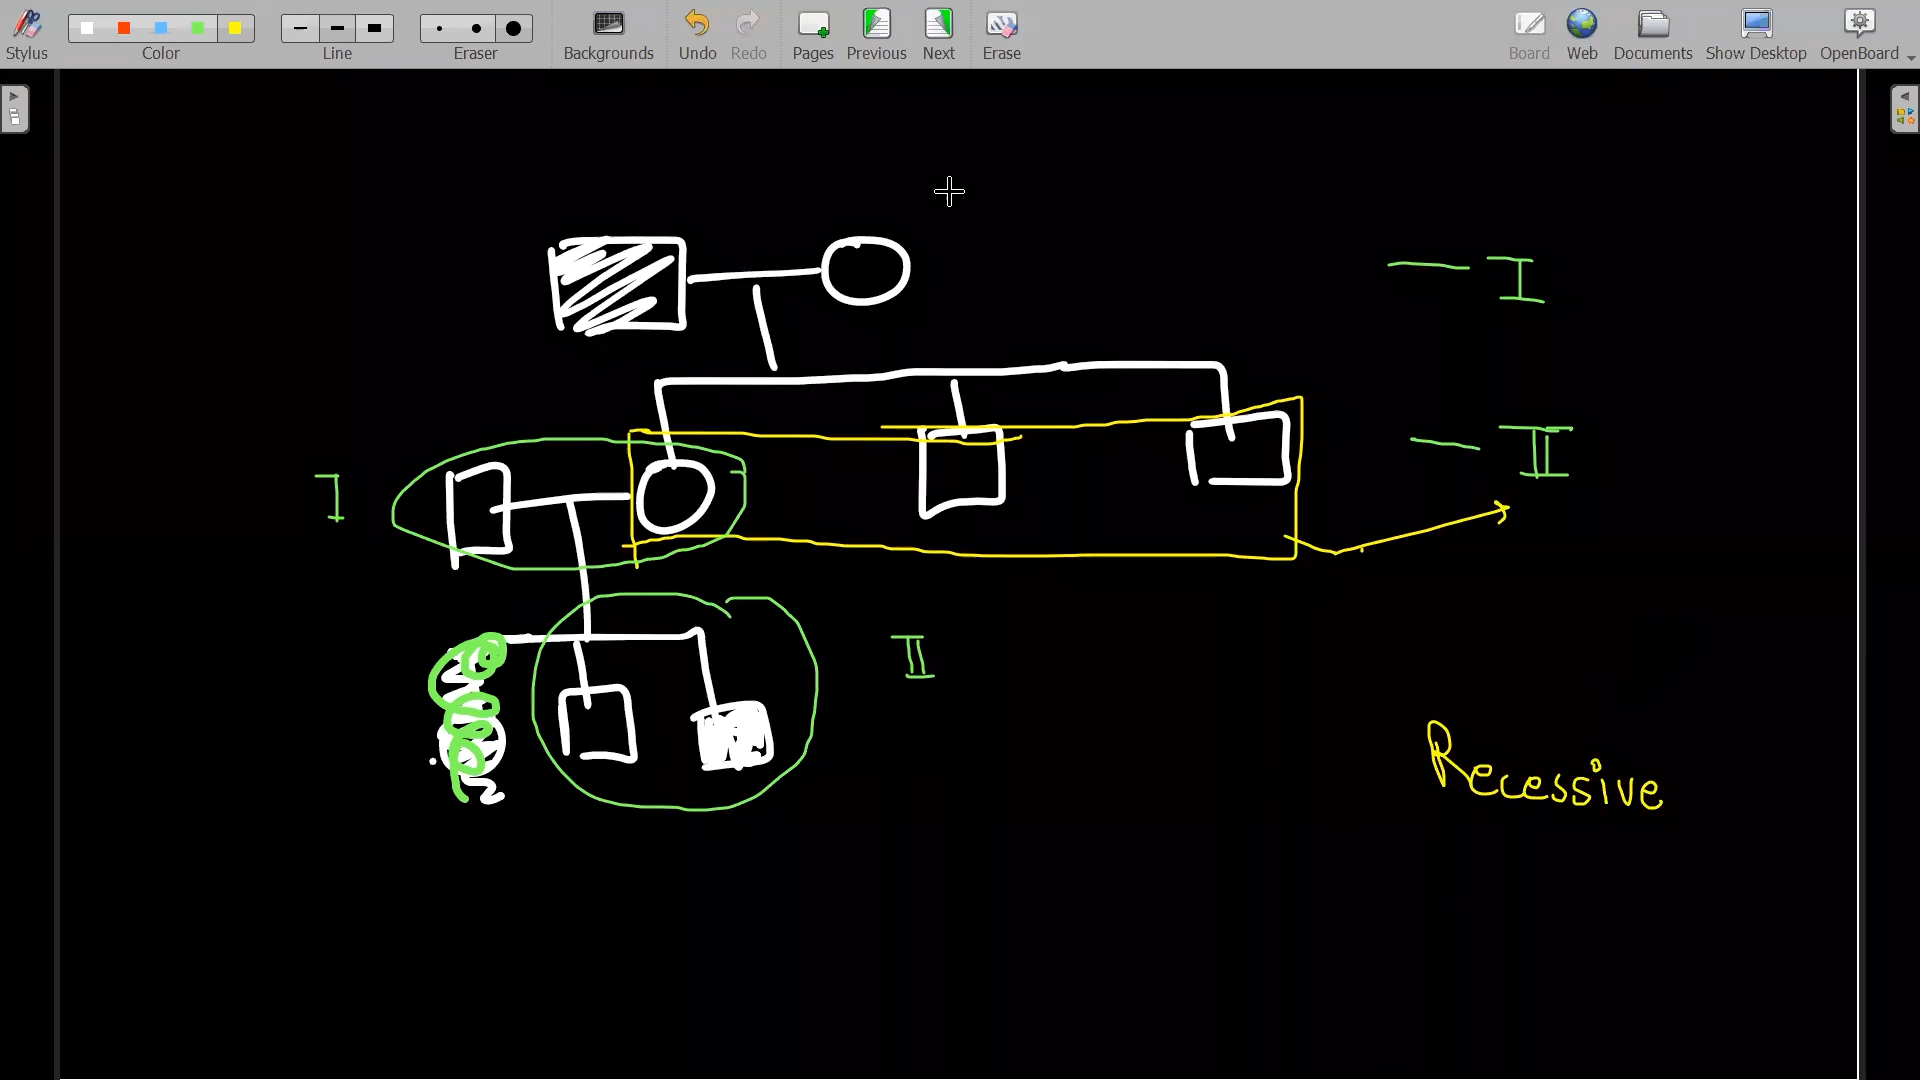 Stylus
Color
Line
Eraser
Backgrounds
Undo
Redo
Pages
Previous
Next
Erase
Board
Web
Documents
Show Desktop
OpenBoard
— I
— II
I
II
Recessive